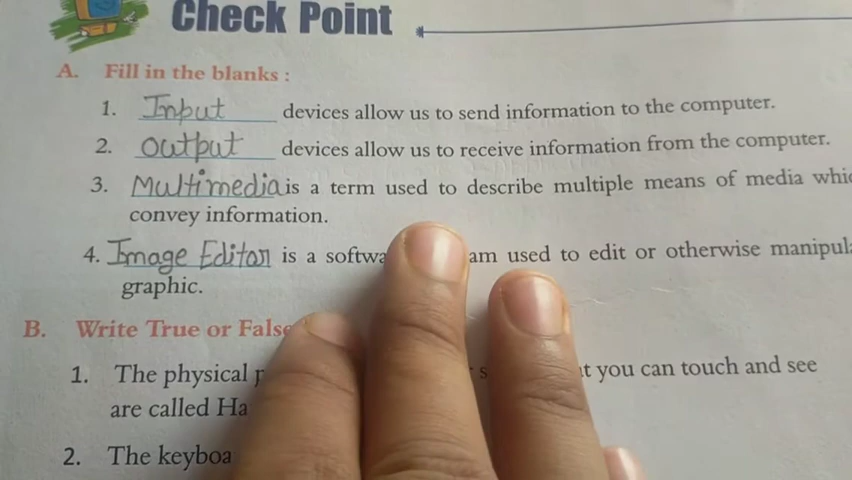 Check Point
A. Fill in the blanks :
1. Input devices allow us to send information to the computer.
2. Output devices allow us to receive information from the computer.
3. Multimedia is a term used to describe multiple means of media whic
convey information.
4. Image Editor is a softwa am used to edit or otherwise manipul
graphic.
B. Write True or False
1. The physical t you can touch and see
are called Ha
2. The keyboa